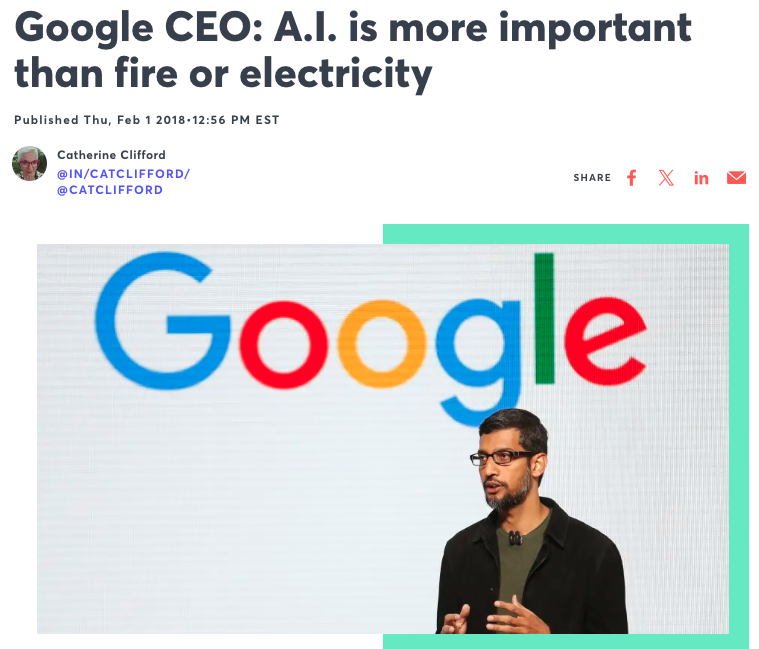 Google CEO: A.I. is more important
than fire or electricity
Published Thu, Feb 1 2018•12:56 PM EST
Catherine Clifford
@IN/CATCLIFFORD/
@CATCLIFFORD
SHARE
Google